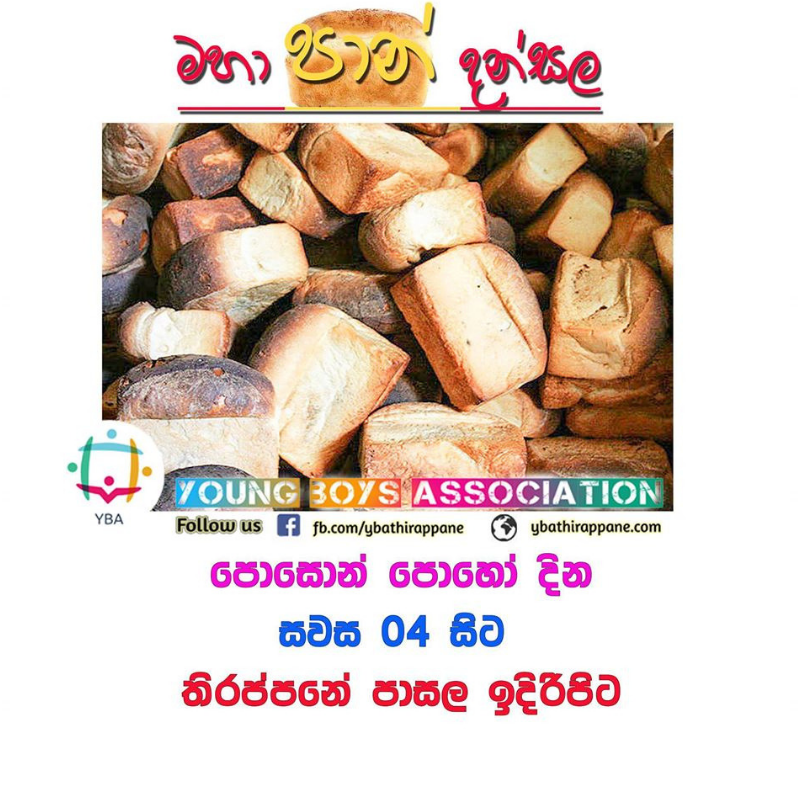 මහා පාන් දන්සල
YBA
YOUNG BOYS ASSOCIATION
Follow us fb.com/ybathirappane ybathirappane.com
පොසොන් පොහෝ දින
සවස 04 සිට
තිරප්පනේ පාසල ඉදිරිපිට